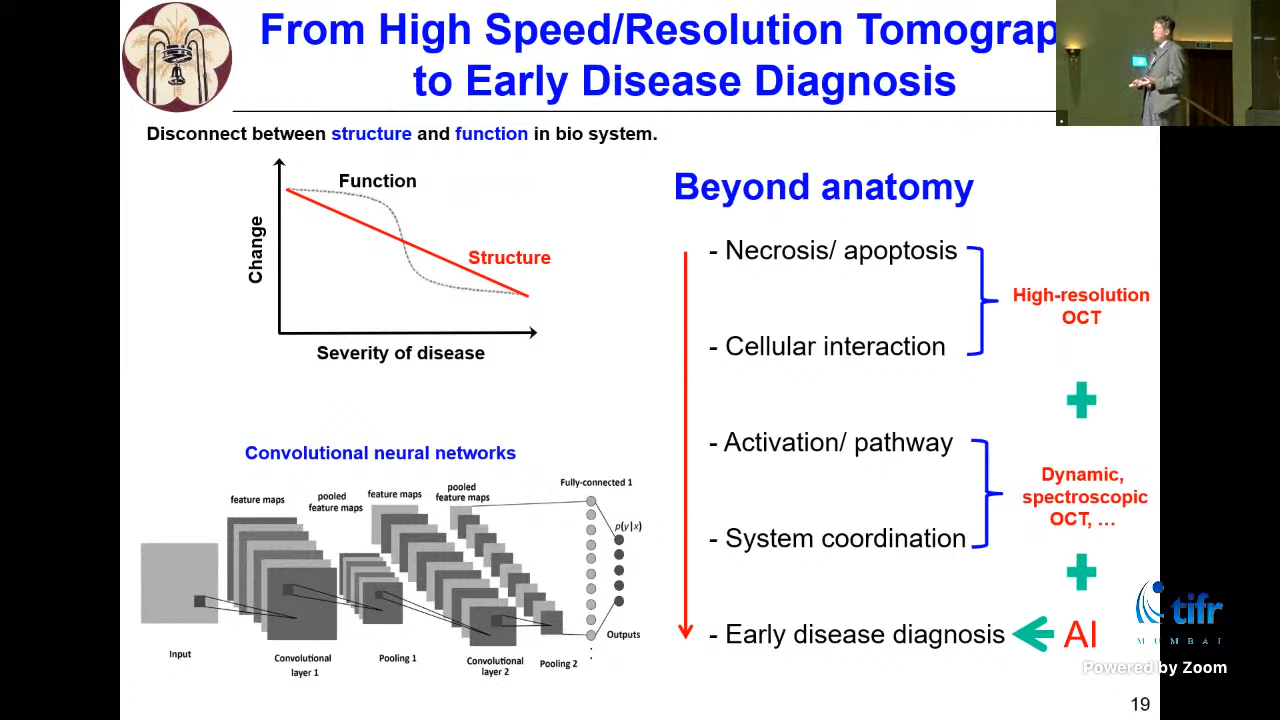 From High Speed/Resolution Tomograp
to Early Disease Diagnosis
Disconnect between structure and function in bio system.
Function
Structure
Change
Severity of disease
Beyond anatomy
- Necrosis/ apoptosis
- Cellular interaction
- Activation/ pathway
- System coordination
- Early disease diagnosis
High-resolution
OCT
Dynamic,
spectroscopic
OCT, ...
AI
Convolutional neural networks
feature maps
pooled
feature maps
feature maps
pooled
feature maps
Fully-connected 1
p(y|x)
Outputs
Input
Convolutional
layer 1
Pooling 1
Convolutional
layer 2
Pooling 2
tifr
MUMBAI
Powered by Zoom
19